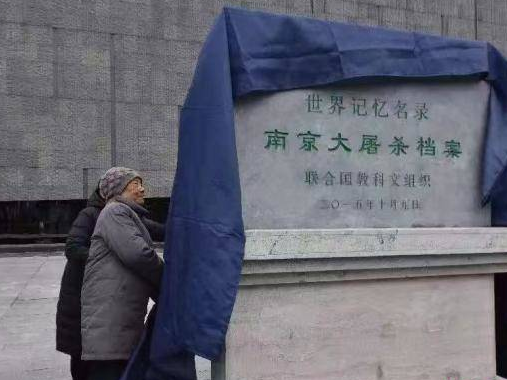 世界记忆名录
南京大屠杀档案
联合国教科文组织
二〇一五年十月九日